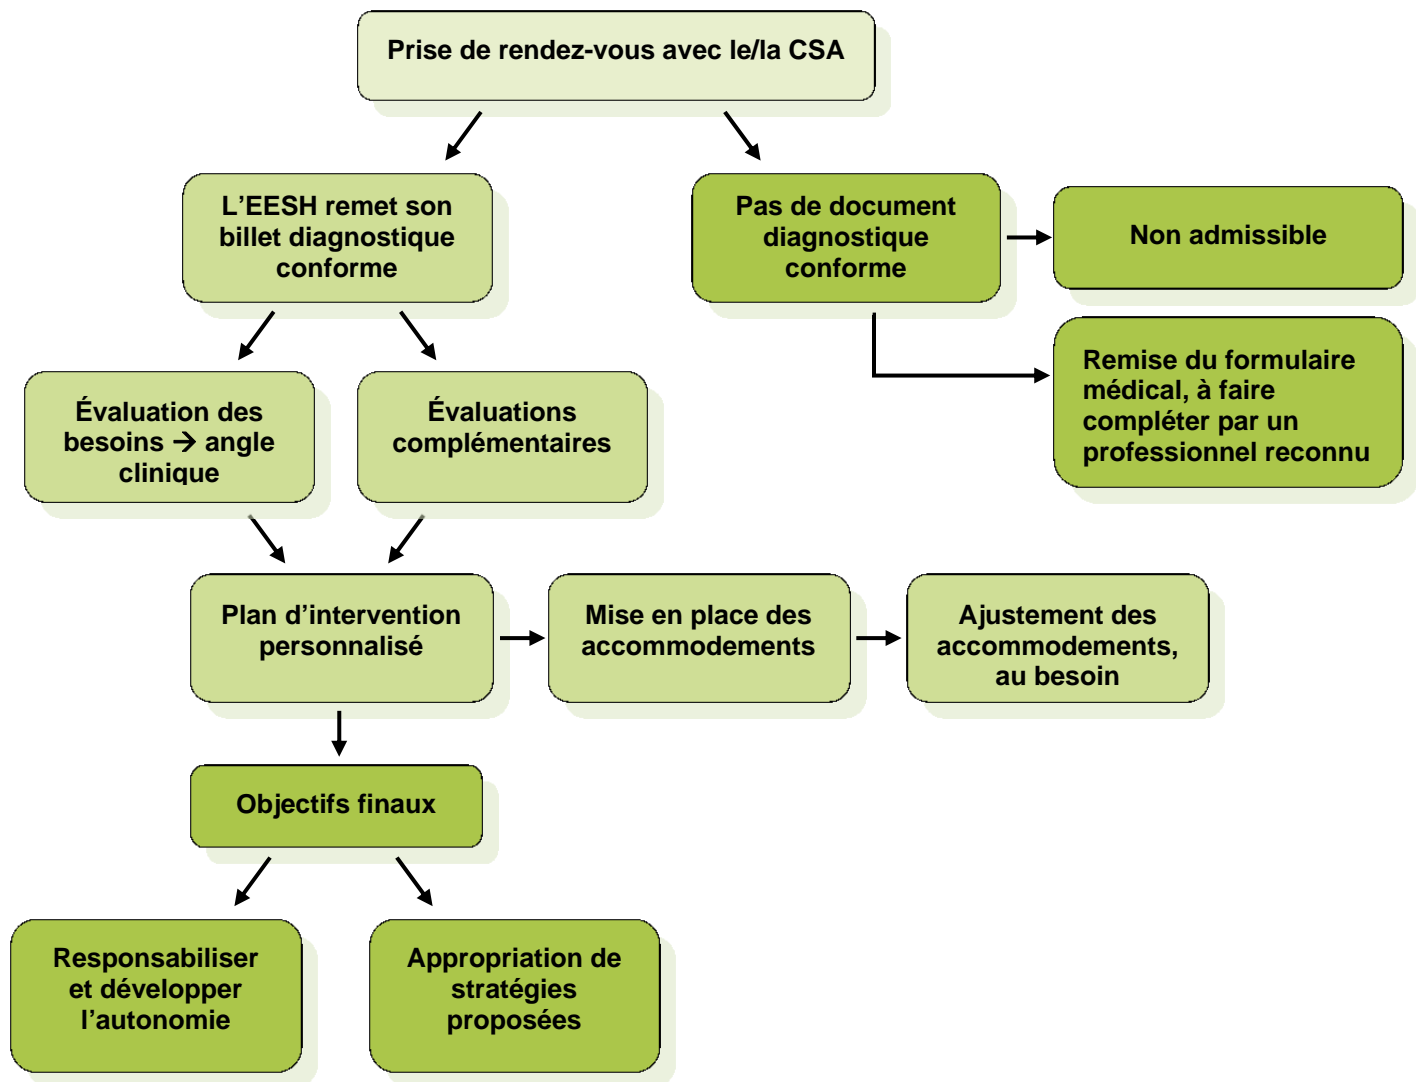 Prise de rendez-vous avec le/la CSA
L’EESH remet son
billet diagnostique
conforme
Pas de document
diagnostique
conforme
Non admissible
Remise du formulaire
médical, à faire
compléter par un
professionnel reconnu
Évaluation des
besoins → angle
clinique
Évaluations
complémentaires
Plan d’intervention
personnalisé
Mise en place des
accommodements
Ajustement des
accommodements,
au besoin
Objectifs finaux
Responsabiliser
et développer
l’autonomie
Appropriation de
stratégies
proposées